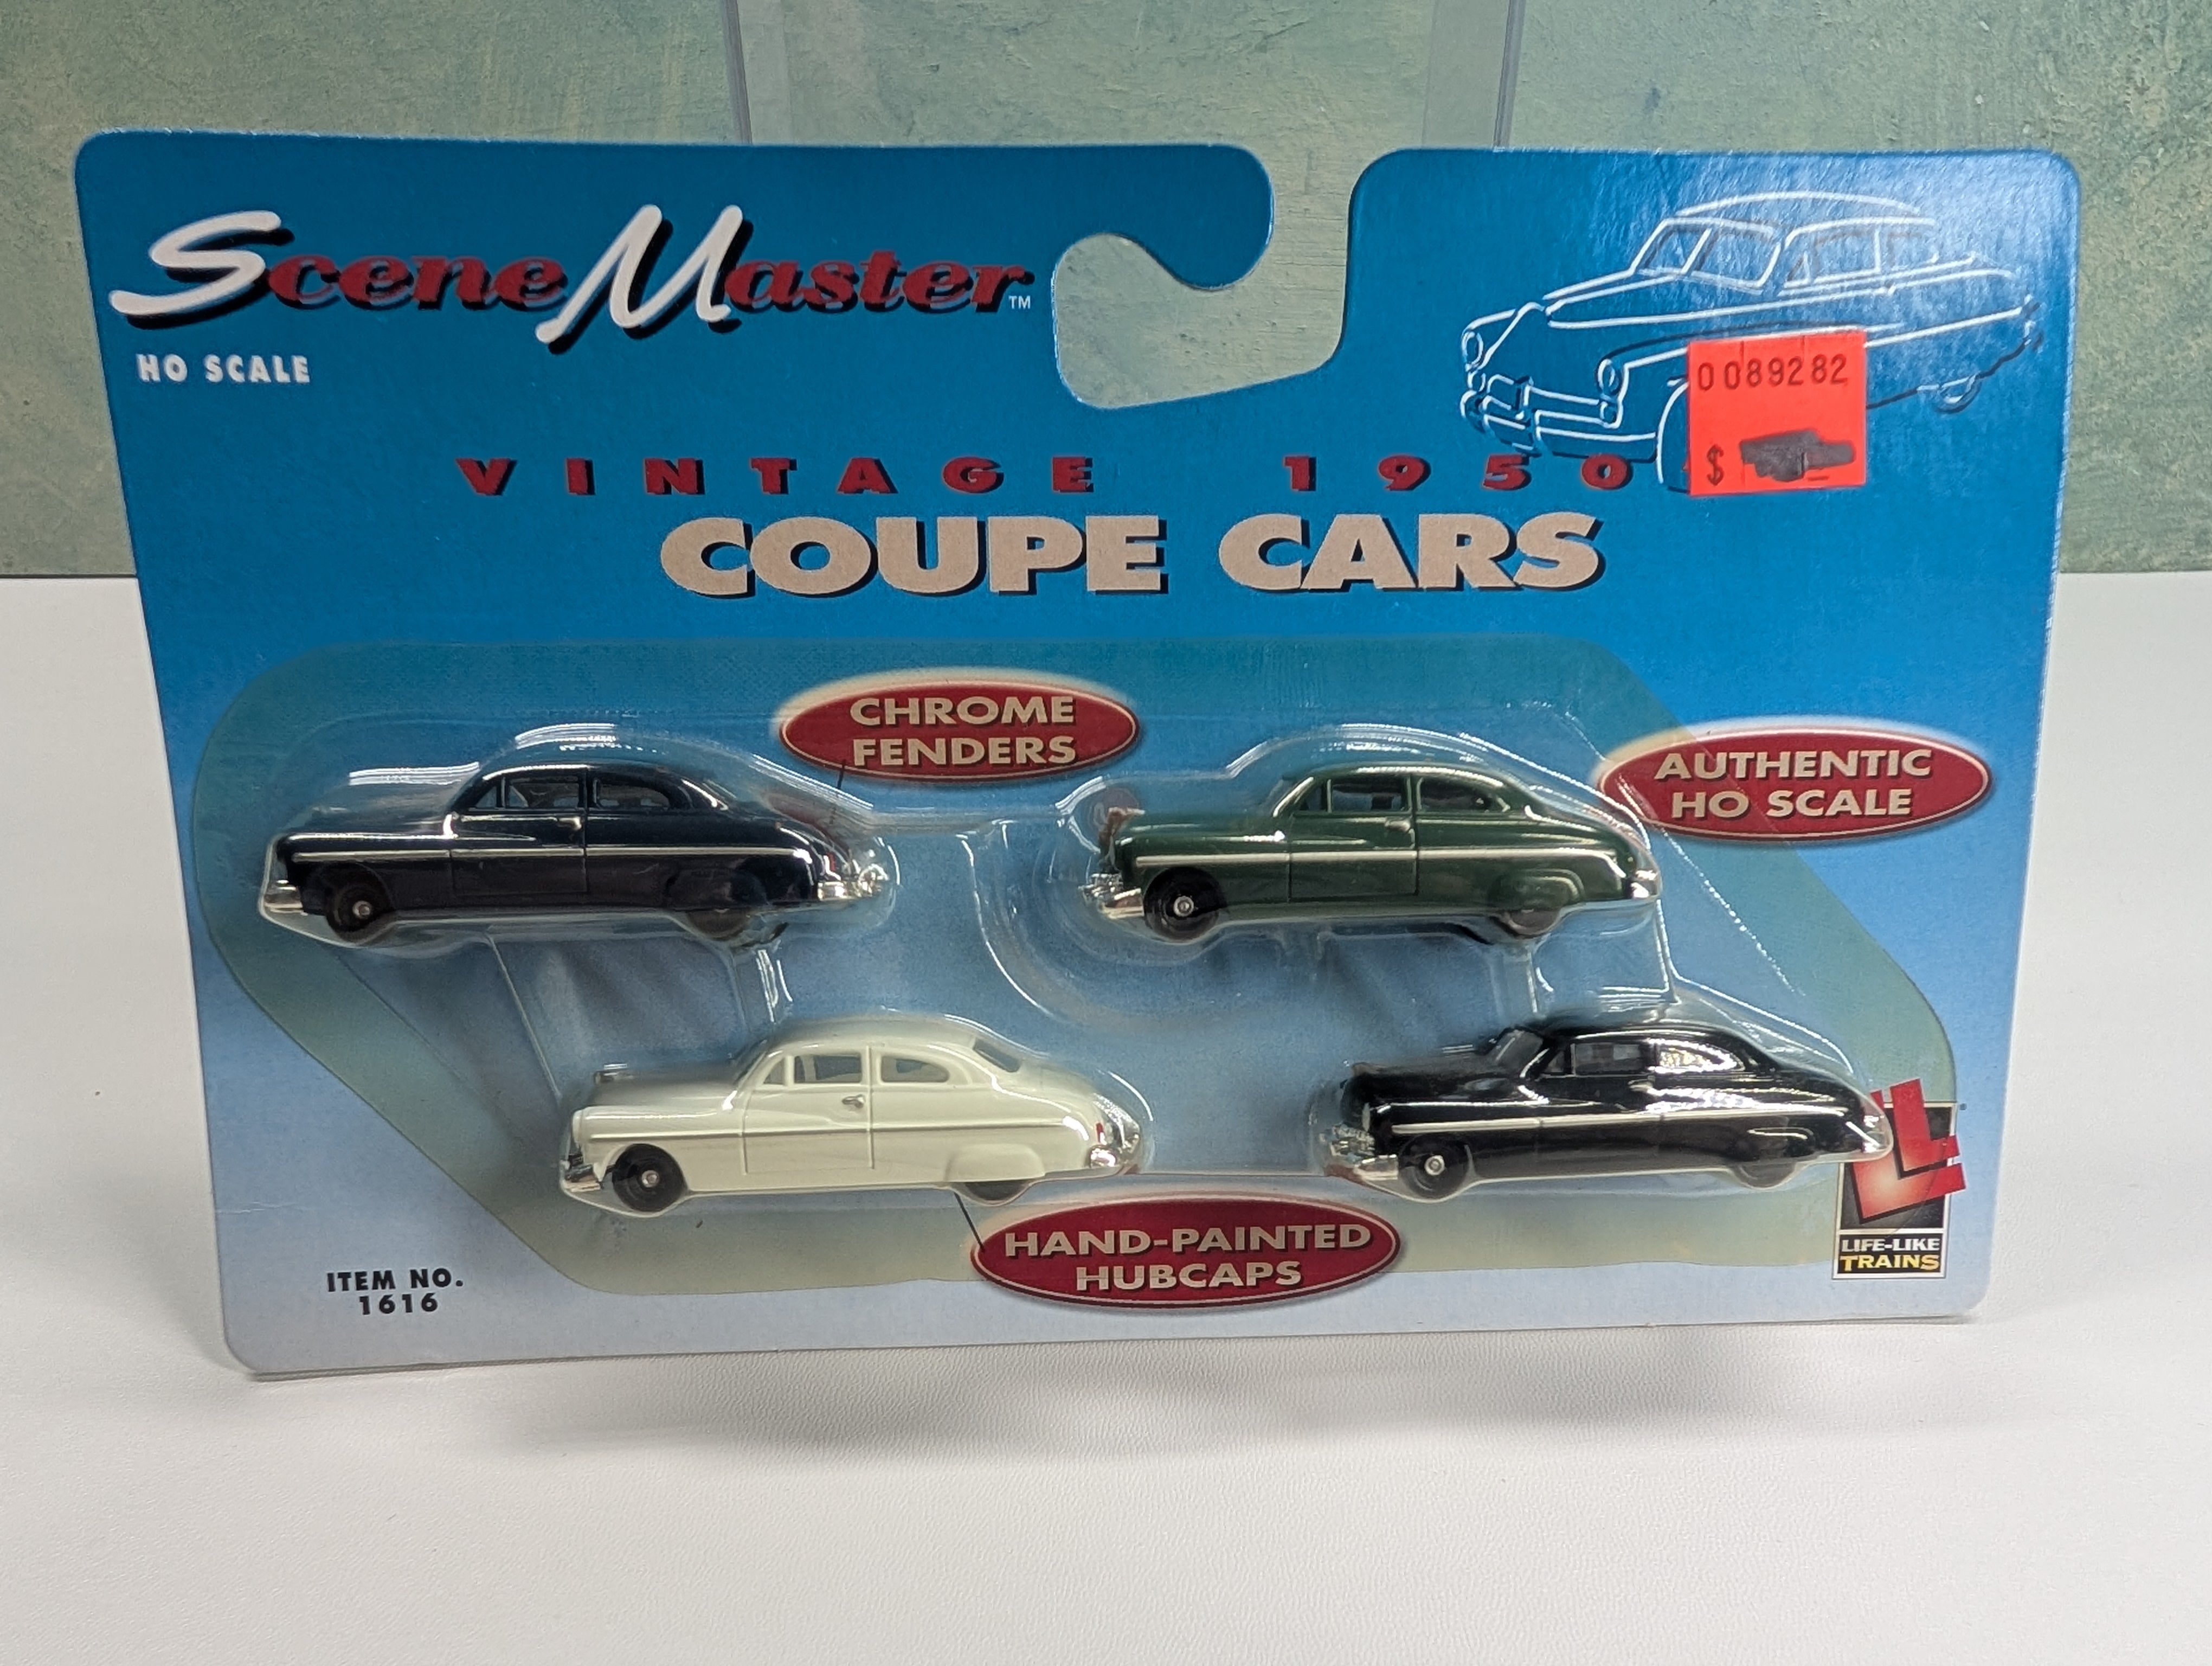 SceneMaster™
HO SCALE
0089282
$
VINTAGE 1950
COUPE CARS
CHROME
FENDERS
AUTHENTIC
HO SCALE
HAND-PAINTED
HUBCAPS
ITEM NO.
1616
LIFE-LIKE
TRAINS